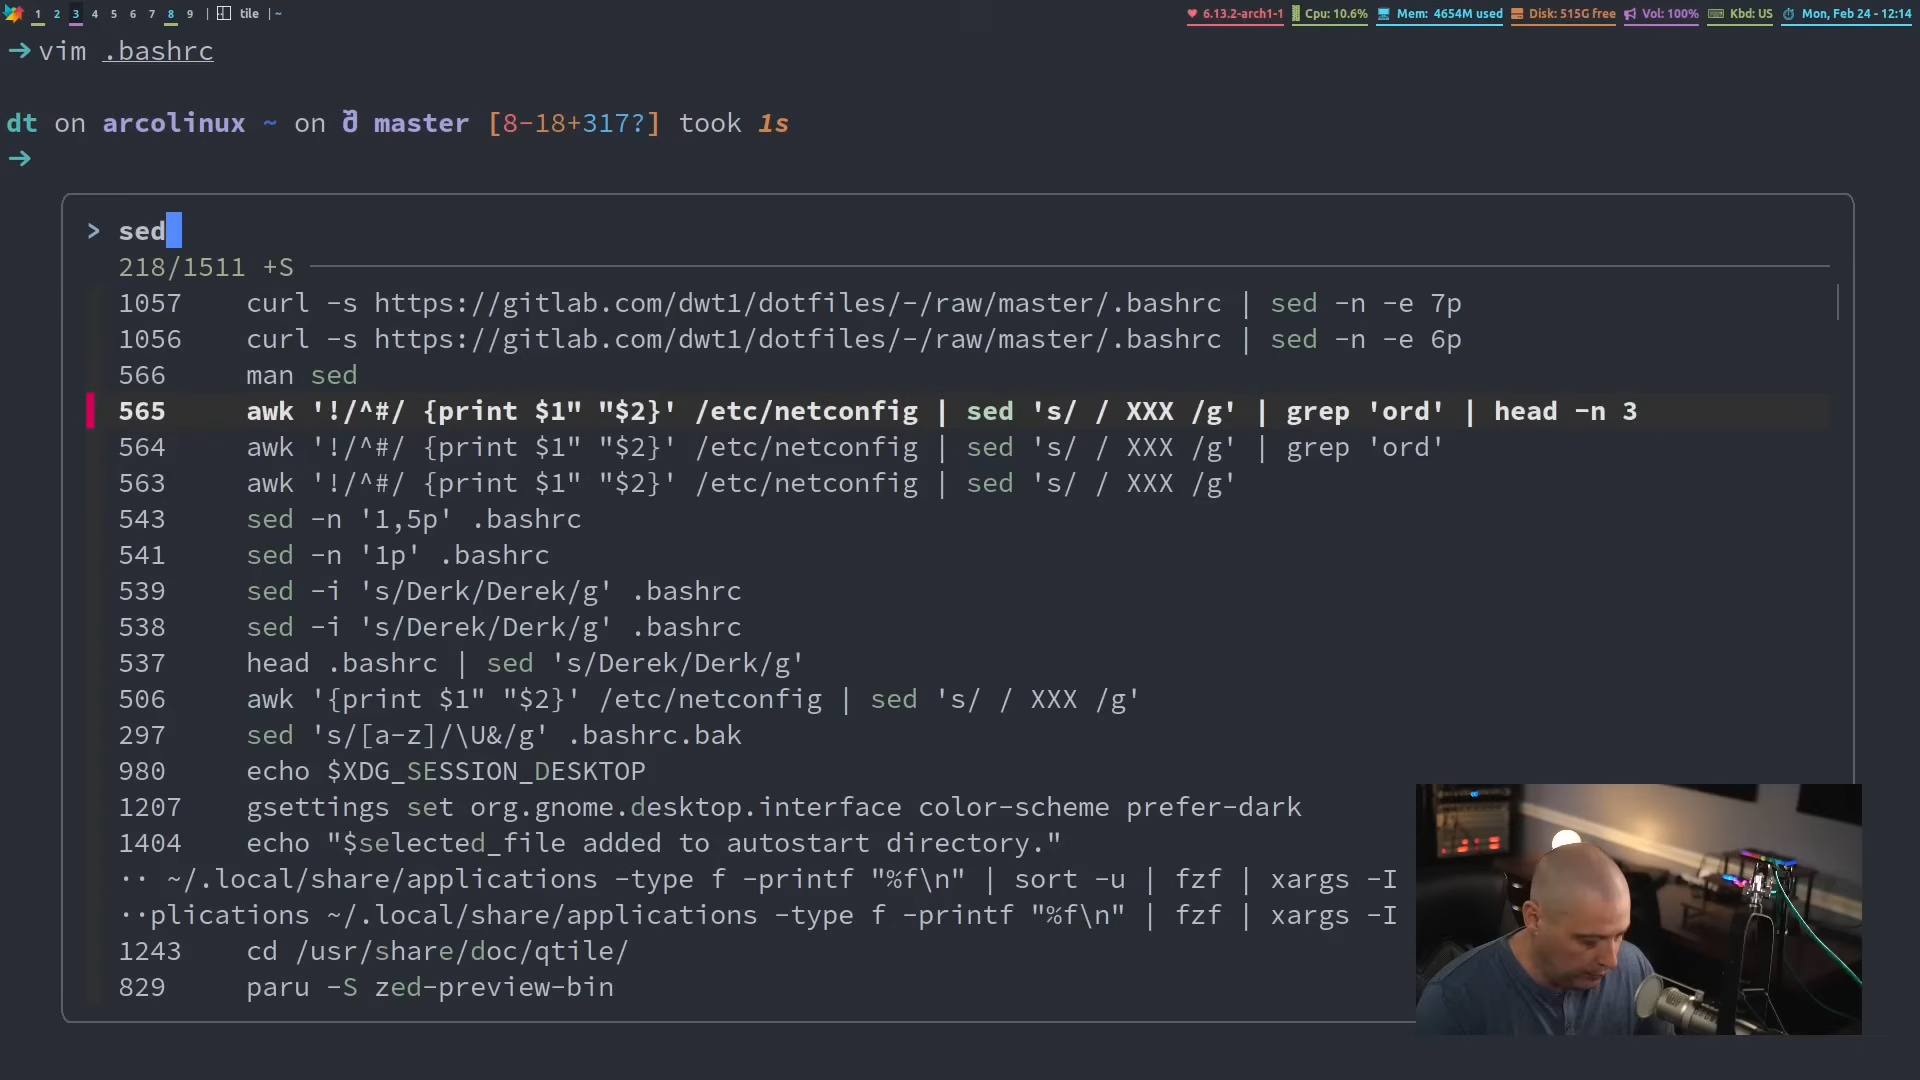 1 2 3 4 5 6 7 8 9 | tile | ~ 6.13.2-arch1-1 Cpu: 10.6% Mem: 4654M used Disk: 515G free Vol: 100% Kbd: US Mon, Feb 24 - 12:14
➜ vim .bashrc
dt on arcolinux ~ on master [8-18+317?] took 1s
➜
> sed
218/1511 +S
1057 curl -s https://gitlab.com/dwt1/dotfiles/-/raw/master/.bashrc | sed -n -e 7p
1056 curl -s https://gitlab.com/dwt1/dotfiles/-/raw/master/.bashrc | sed -n -e 6p
566 man sed
565 awk '!/^#/ {print $1" "$2}' /etc/netconfig | sed 's/ / XXX /g' | grep 'ord' | head -n 3
564 awk '!/^#/ {print $1" "$2}' /etc/netconfig | sed 's/ / XXX /g' | grep 'ord'
563 awk '!/^#/ {print $1" "$2}' /etc/netconfig | sed 's/ / XXX /g'
543 sed -n '1,5p' .bashrc
541 sed -n '1p' .bashrc
539 sed -i 's/Derk/Derek/g' .bashrc
538 sed -i 's/Derek/Derk/g' .bashrc
537 head .bashrc | sed 's/Derek/Derk/g'
506 awk '{print $1" "$2}' /etc/netconfig | sed 's/ / XXX /g'
297 sed 's/[a-z]/\U&/g' .bashrc.bak
980 echo $XDG_SESSION_DESKTOP
1207 gsettings set org.gnome.desktop.interface color-scheme prefer-dark
1404 echo "$selected_file added to autostart directory."
·· ~/.local/share/applications -type f -printf "%f\n" | sort -u | fzf | xargs -I
··plications ~/.local/share/applications -type f -printf "%f\n" | fzf | xargs -I
1243 cd /usr/share/doc/qtile/
829 paru -S zed-preview-bin